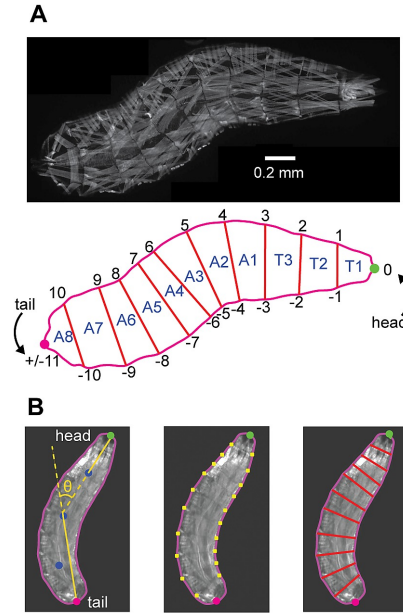 A
0.2 mm
5 4 3 2 1
7 6
10 9 8
tail
+/-11
A8 A7 A6 A5 A4 A3 A2 A1 T3 T2 T1
0
head
-10 -9 -8 -7 -6 -5 -4 -3 -2 -1
B
head
θ
tail